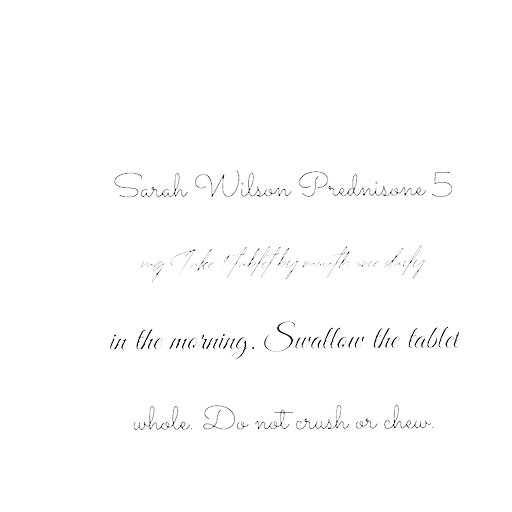 Sarah Wilson Prednisone 5
mg Take 1 tablet by mouth once daily
in the morning. Swallow the tablet
whole. Do not crush or chew.